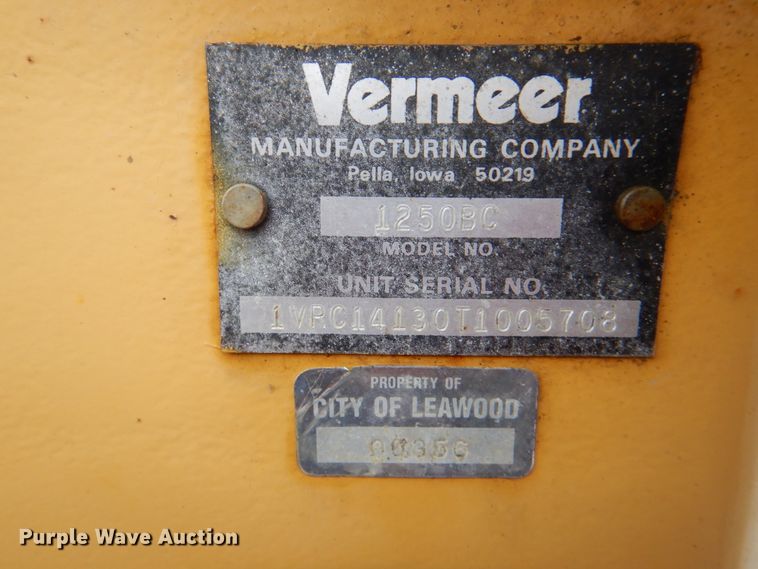 Vermeer
MANUFACTURING COMPANY
Pella, Iowa 50219
1250BC
MODEL NO.
UNIT SERIAL NO.
1VRC14130T1005708
PROPERTY OF
CITY OF LEAWOOD
Purple Wave Auction